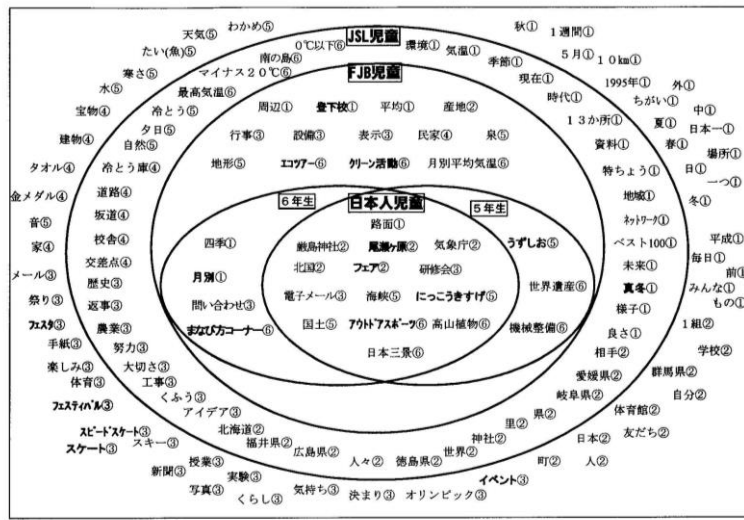 天気⑤ わかめ⑤ JSL児童 秋① 1週間①
たい(魚)⑤ 0℃以下⑥ 環境① 気温① 5月① 10km①
南の島⑥ 季節①
寒さ⑤ マイナス20℃⑥ FJB児童 現在① 1995年① 外①
水⑤ 最高気温⑥ 時代① ちがい① 中①
宝物④ 冷とう⑤ 周辺① 登下校① 平均① 産地② 13か所① 夏① 日本一①
夕日⑤
建物④ 自然⑤ 行事③ 設備③ 表示③ 民家④ 泉⑤ 資料① 春① 場所①
タオル④ 冷とう庫④ 地形⑤ エコツアー⑥ クリーン活動⑥ 月別平均気温⑥ 特ちょう① 日① 一つ①
金メダル④ 道路④ 6年生 日本人児童 5年生 地域① 冬①
音⑤ 坂道④ 路面① ネットワーク①
家④ 校舎④ 四季① 厳島神社② 尾瀬ヶ原② 気象庁② うずしお⑤ ベスト100① 平成①
交差点④ 毎日①
メール③ 歴史③ 月別① 北国② フェア② 研修会③ 未来① 前①
祭り③ 返事③ 問い合わせ③ 電子メール③ 海峡⑤ にっこうきすげ⑤ 世界遺産⑥ 真冬① みんな①
フェスタ③ 農業③ まなび方コーナー⑥ 国土⑤ アウトドアスポーツ⑥ 高山植物⑥ 機械整備⑥ 様子① もの①
手紙③ 努力③ 日本三景⑥ 良さ① 1組②
楽しみ③ 大切さ③ 相手② 学校②
体育③ 工事③ 愛媛県② 群馬県②
フェスティバル③ くふう③ 岐阜県② 自分②
アイデア③ 県② 体育館②
スピードスケート③ 北海道② 里② 友だち②
スケート③ スキー③ 福井県② 広島県② 人々② 徳島県② 世界② 神社② 日本②
新聞③ 授業③ 町② 人②
写真③ 実験③ くらし③ 気持ち③ 決まり③ オリンピック③ イベント③